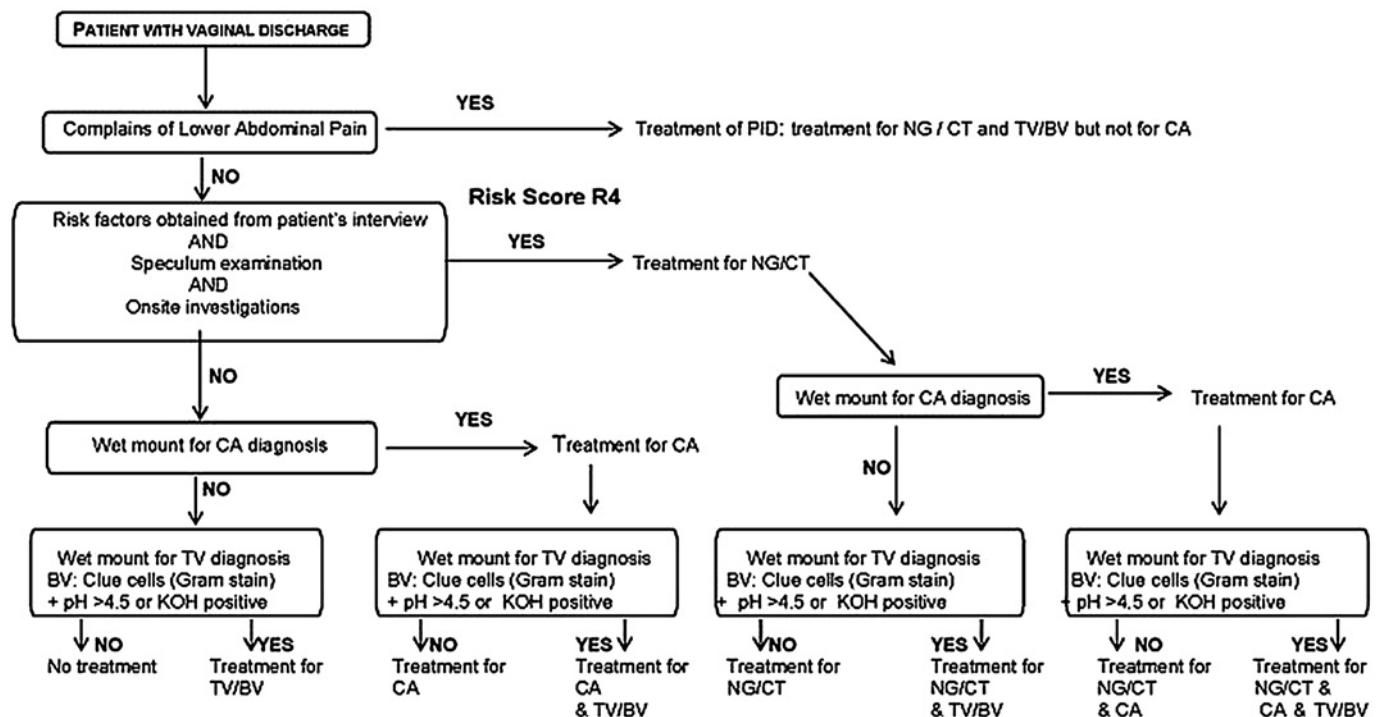 PATIENT WITH VAGINAL DISCHARGE
YES
Complains of Lower Abdominal Pain
Treatment of PID: treatment for NG / CT and TV/BV but not for CA
NO
Risk Score R4
Risk factors obtained from patient's interview
AND
Speculum examination
AND
Onsite investigations
YES
Treatment for NG/CT
NO
Wet mount for CA diagnosis
YES
Treatment for CA
Wet mount for CA diagnosis
YES
Treatment for CA
NO
NO
Wet mount for TV diagnosis
BV: Clue cells (Gram stain)
+ pH >4.5 or KOH positive
Wet mount for TV diagnosis
BV: Clue cells (Gram stain)
+ pH >4.5 or KOH positive
Wet mount for TV diagnosis
BV: Clue cells (Gram stain)
+ pH >4.5 or KOH positive
Wet mount for TV diagnosis
BV: Clue cells (Gram stain)
+ pH >4.5 or KOH positive
NO
No treatment
YES
Treatment for
TV/BV
NO
Treatment for
CA
YES
Treatment for
CA
& TV/BV
NO
Treatment for
NG/CT
YES
Treatment for
NG/CT
& TV/BV
NO
Treatment for
NG/CT
& CA
YES
Treatment for
NG/CT &
CA & TV/BV